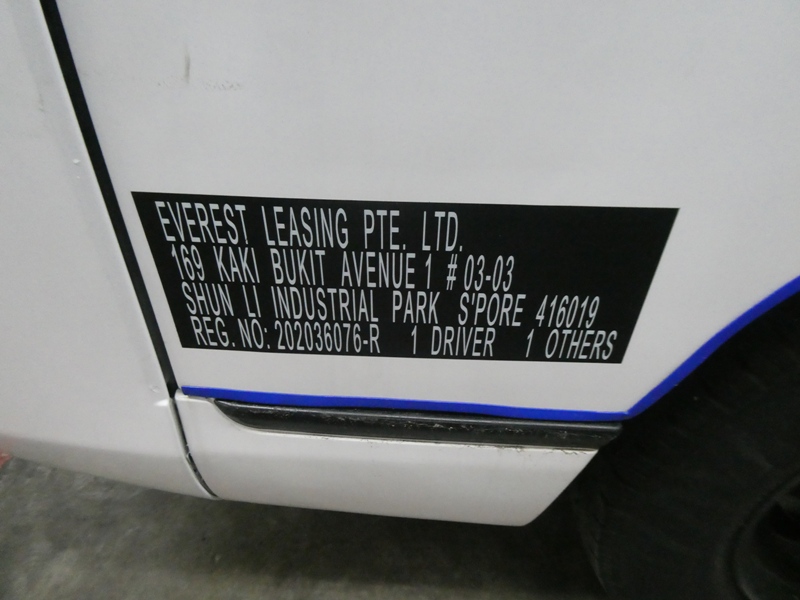 EVEREST LEASING PTE. LTD.
169 KAKI BUKIT AVENUE 1 # 03-03
SHUN LI INDUSTRIAL PARK S'PORE 416019
REG. NO: 202036076-R 1 DRIVER 1 OTHERS